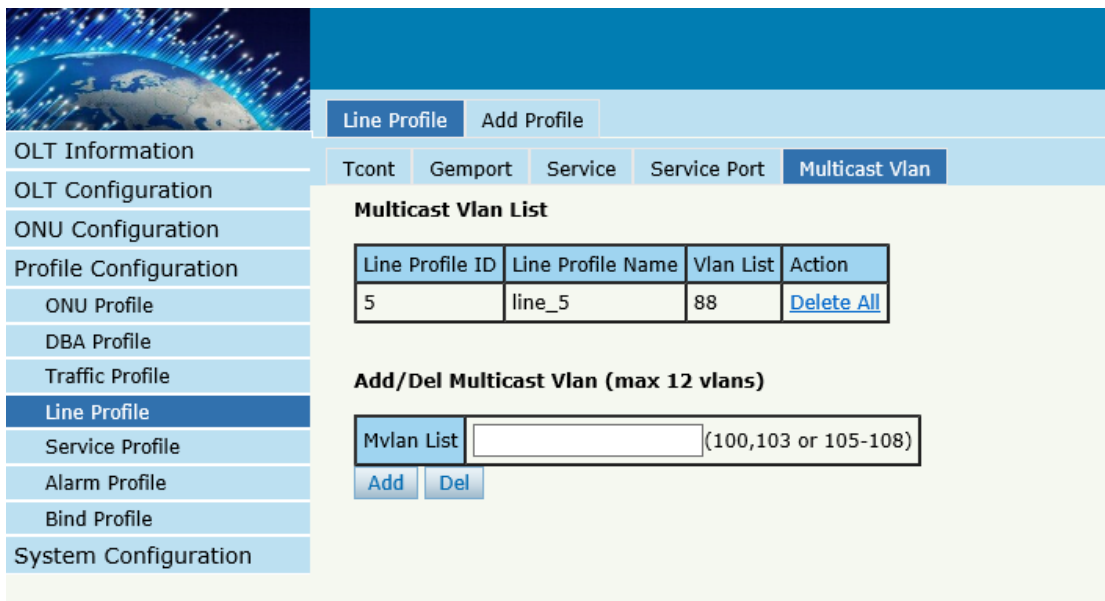 Line Profile Add Profile
Tcont Gemport Service Service Port Multicast Vlan
OLT Information
OLT Configuration
ONU Configuration
Profile Configuration
ONU Profile
DBA Profile
Traffic Profile
Line Profile
Service Profile
Alarm Profile
Bind Profile
System Configuration
Multicast Vlan List
Line Profile ID Line Profile Name Vlan List Action
5 line_5 88 Delete All
Add/Del Multicast Vlan (max 12 vlans)
Mvlan List (100,103 or 105-108)
Add Del